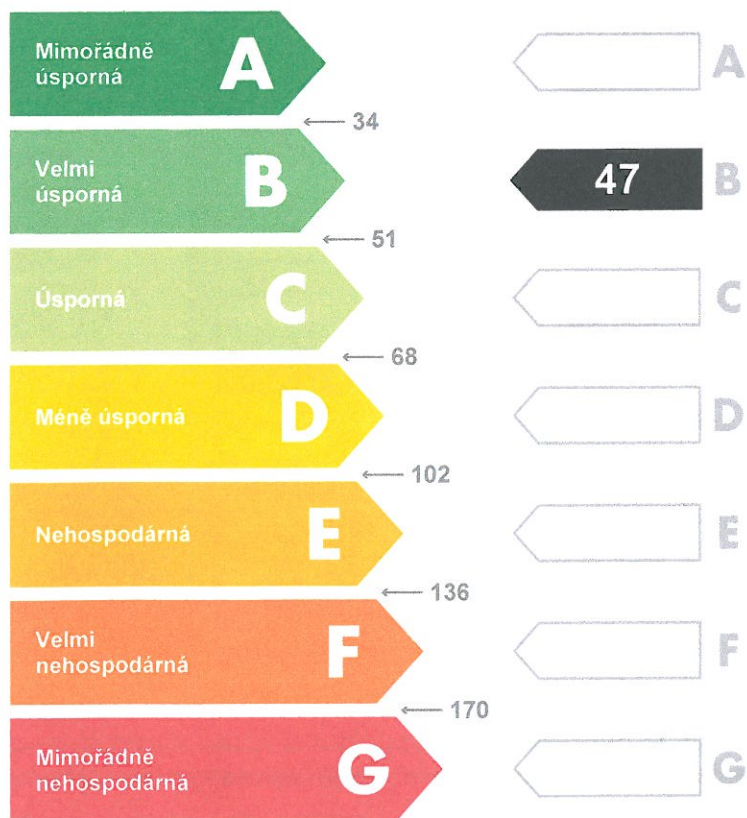 Mimořádně
úsporná
A
A
← 34
Velmi
úsporná
B
47
B
← 51
Úsporná
C
C
← 68
Méně úsporná
D
D
← 102
Nehospodárná
E
E
← 136
Velmi
nehospodárná
F
F
← 170
Mimořádně
nehospodárná
G
G